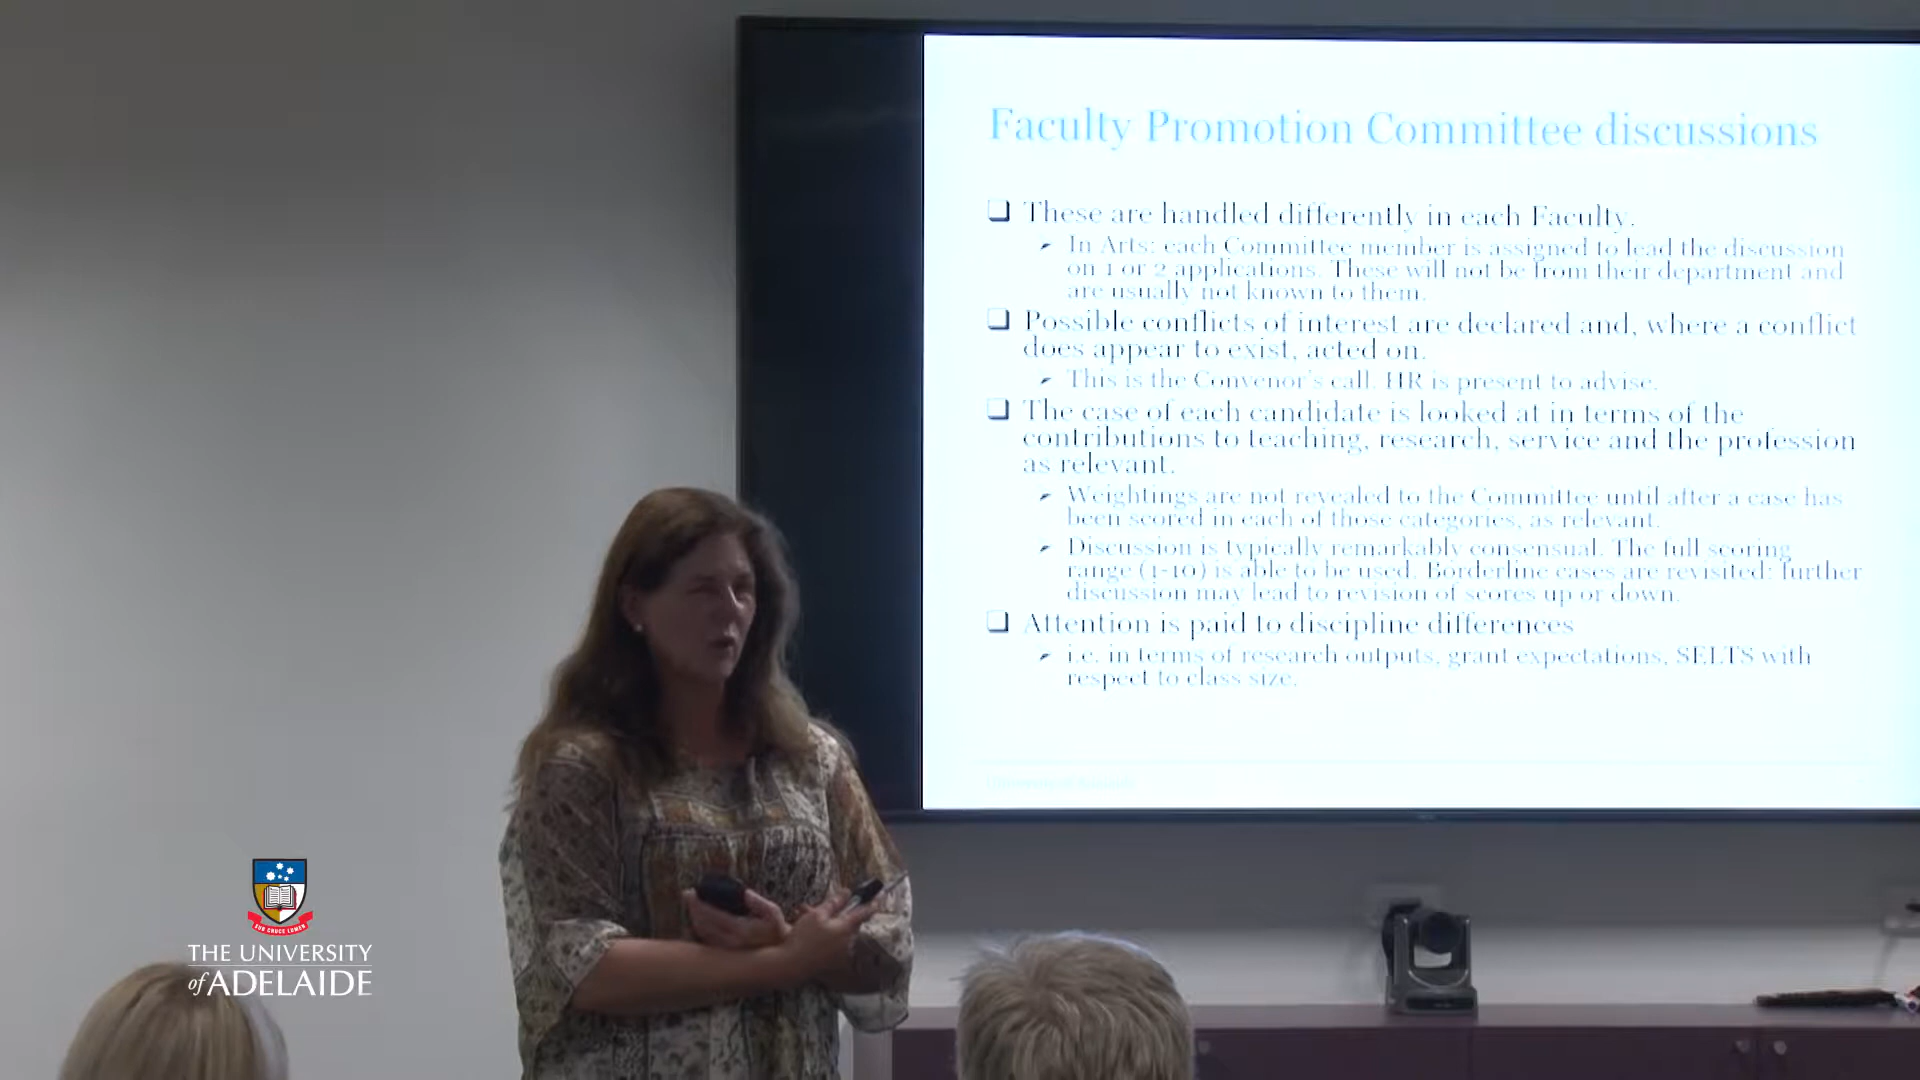 Faculty Promotion Committee discussions
These are handled differently in each Faculty.
In Arts: each Committee member is assigned to lead the discussion
on 1 or 2 applications. These will not be from their department and
are usually not known to them.
Possible conflicts of interest are declared and, where a conflict
does appear to exist, acted on.
This is the Convenor's call. HR is present to advise.
The case of each candidate is looked at in terms of the
contributions to teaching, research, service and the profession
as relevant.
Weightings are not revealed to the Committee until after a case has
been scored in each of those categories, as relevant.
Discussion is typically remarkably consensual. The full scoring
range (1-10) is able to be used. Borderline cases are revisited: further
discussion may lead to revision of scores up or down.
Attention is paid to discipline differences
i.e. in terms of research outputs, grant expectations, SELTS with
respect to class size.
SUB CRUCE LUMEN
THE UNIVERSITY
of ADELAIDE